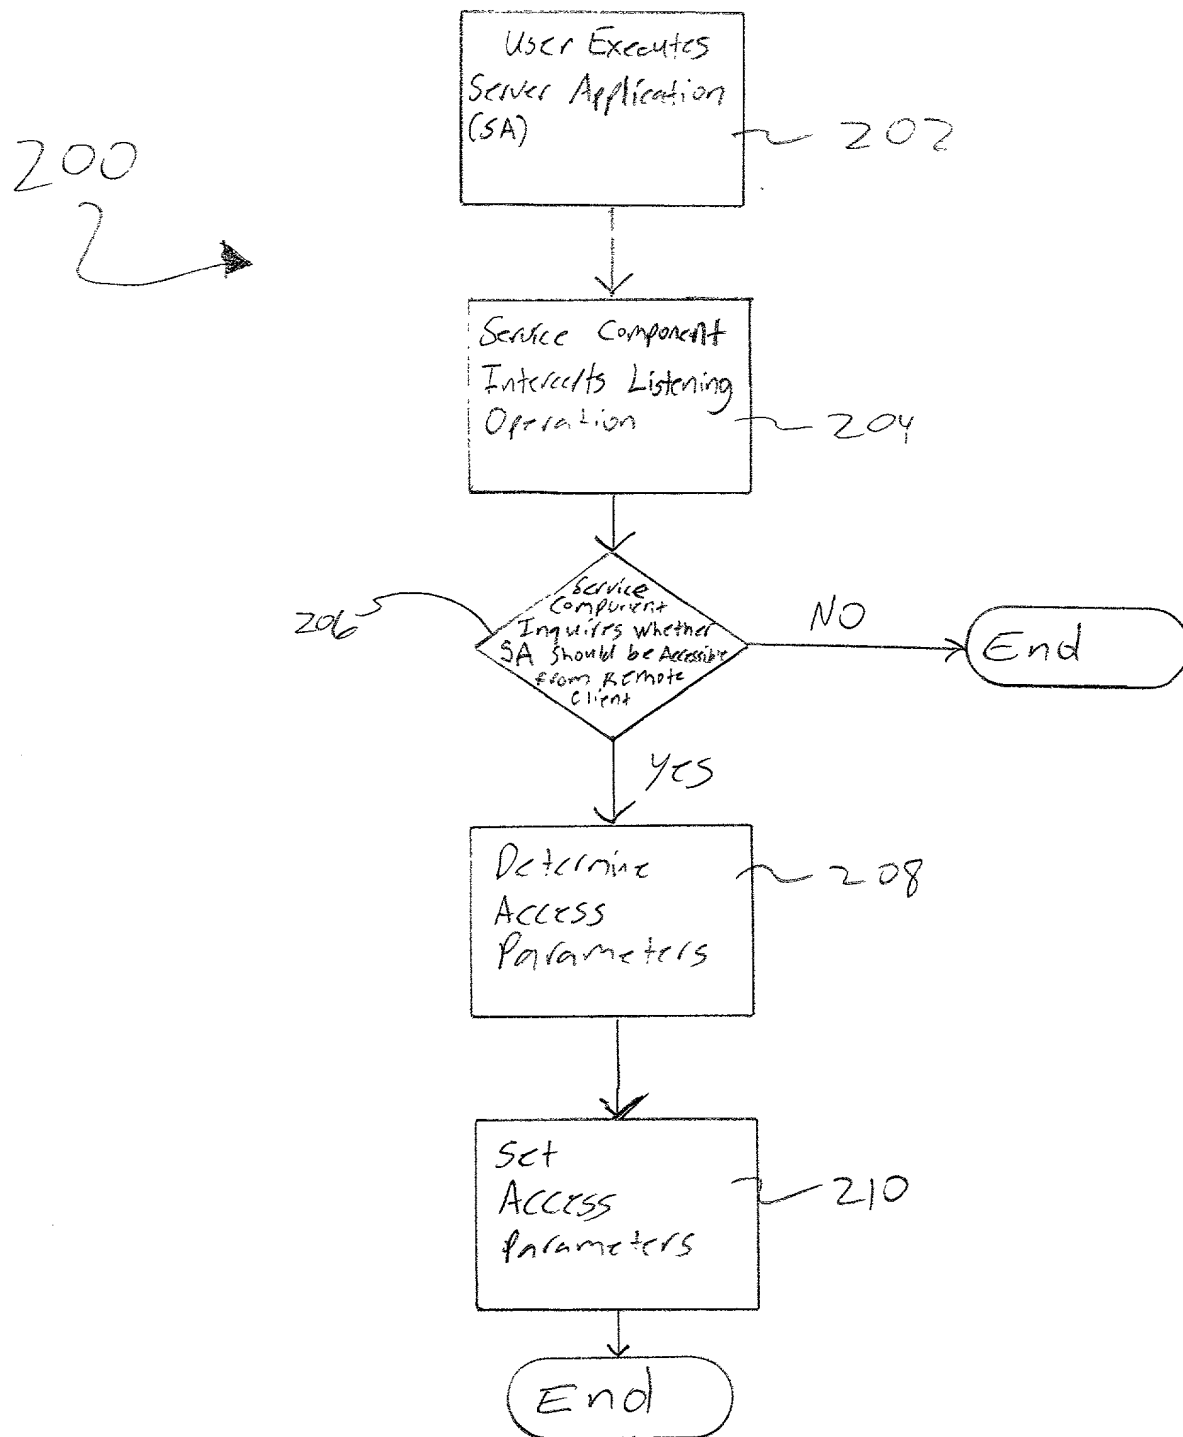 User Executes
Server Application
(SA)
202
200
Service Component
Intercepts Listening
Operation
204
206
Service
Component
Inquires whether
SA should be Accessible
from Remote
Client
NO
End
Yes
Determine
Access
Parameters
208
Set
Access
Parameters
210
End